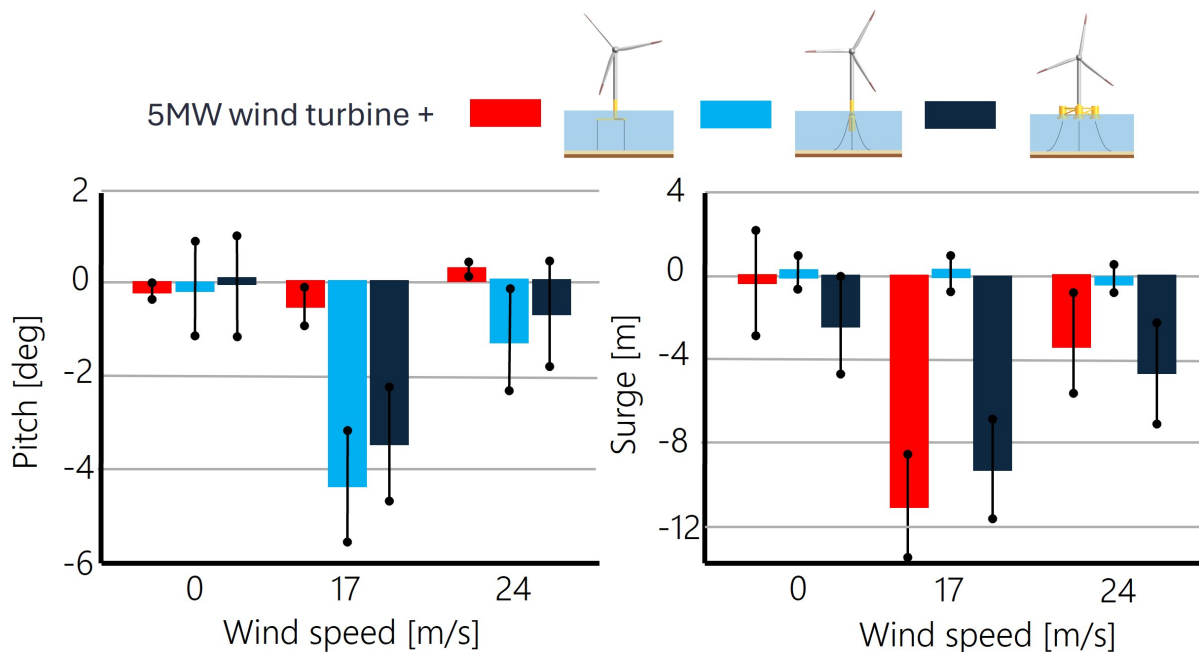 5MW wind turbine +
2
0
-2
-4
-6
Pitch [deg]
0 17 24
Wind speed [m/s]
4
0
-4
-8
-12
Surge [m]
0 17 24
Wind speed [m/s]